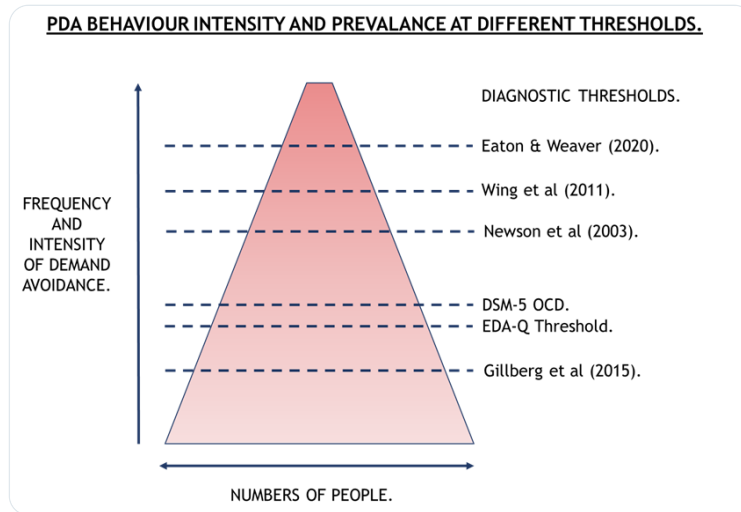 PDA BEHAVIOUR INTENSITY AND PREVALANCE AT DIFFERENT THRESHOLDS.
DIAGNOSTIC THRESHOLDS.
Eaton & Weaver (2020).
Wing et al (2011).
Newson et al (2003).
DSM-5 OCD.
EDA-Q Threshold.
Gillberg et al (2015).
FREQUENCY
AND
INTENSITY
OF DEMAND
AVOIDANCE.
NUMBERS OF PEOPLE.